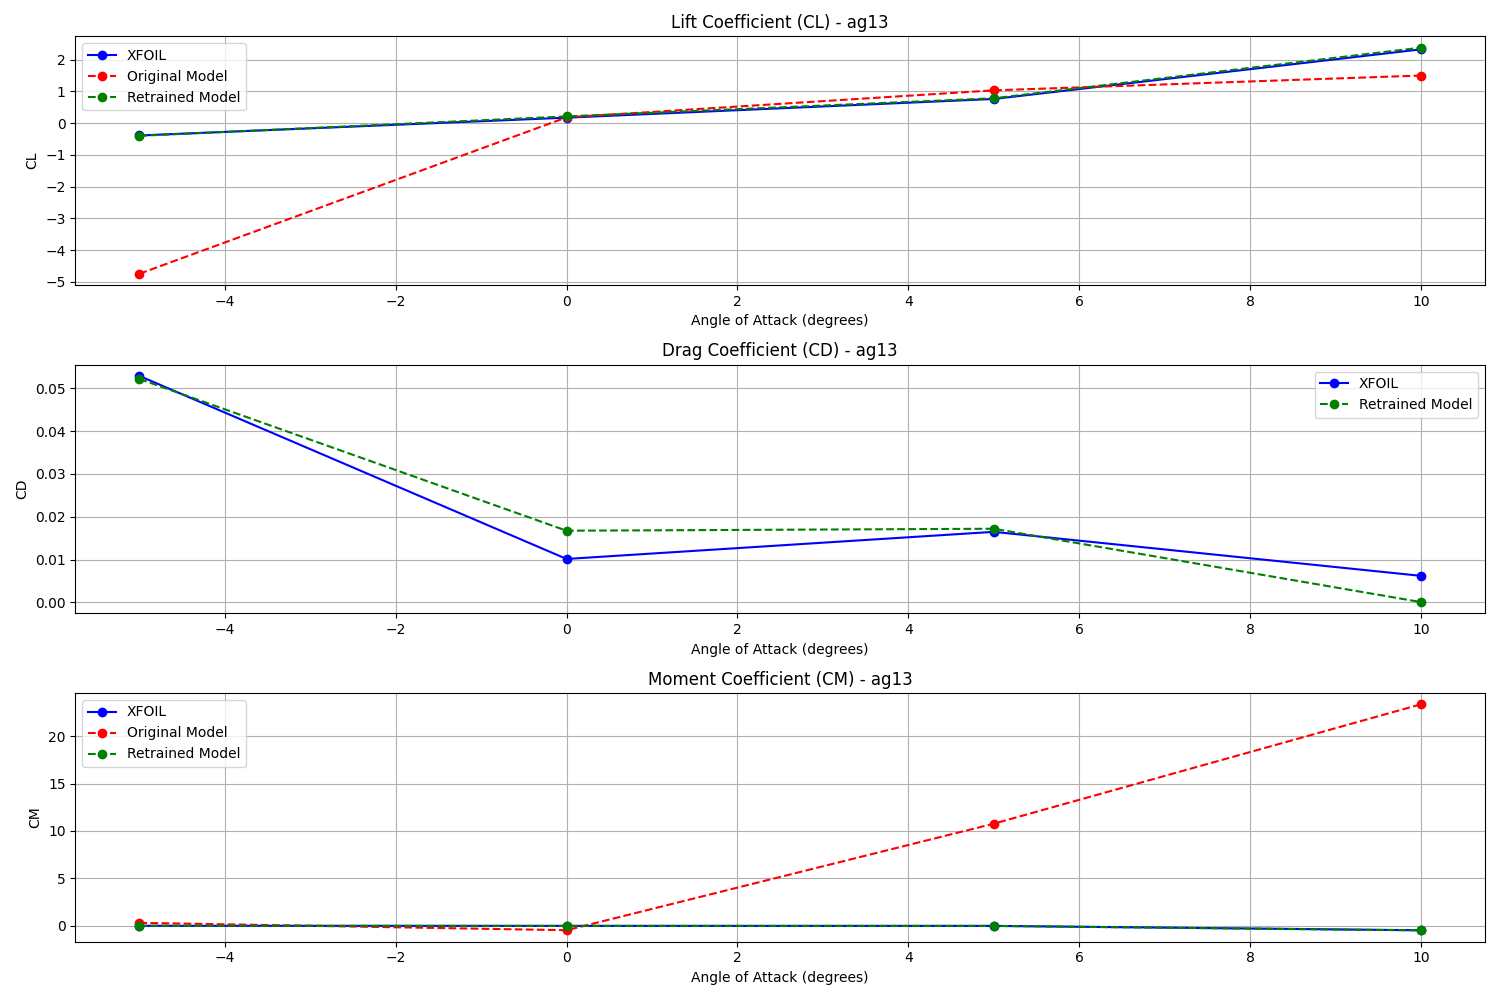 Lift Coefficient (CL) - ag13
XFOIL
Original Model
Retrained Model
CL
2
1
0
−1
−2
−3
−4
−5
−4
−2
0
2
4
6
8
10
Angle of Attack (degrees)
Drag Coefficient (CD) - ag13
XFOIL
Retrained Model
CD
0.05
0.04
0.03
0.02
0.01
0.00
−4
−2
0
2
4
6
8
10
Angle of Attack (degrees)
Moment Coefficient (CM) - ag13
XFOIL
Original Model
Retrained Model
CM
20
15
10
5
0
−4
−2
0
2
4
6
8
10
Angle of Attack (degrees)